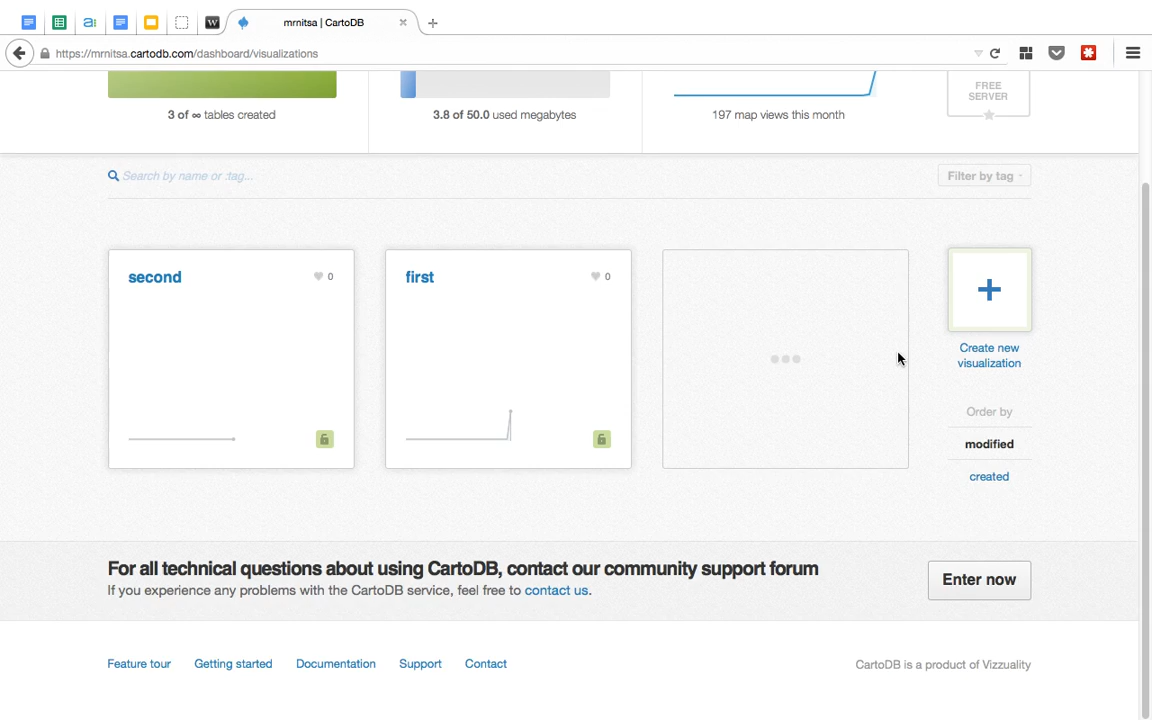 mrnitsa | CartoDB
https://mrnitsa.cartodb.com/dashboard/visualizations
3 of ∞ tables created
3.8 of 50.0 used megabytes
197 map views this month
FREE
SERVER
Search by name or :tag...
Filter by tag
second
0
first
0
Create new
visualization
Order by
modified
created
For all technical questions about using CartoDB, contact our community support forum
If you experience any problems with the CartoDB service, feel free to contact us.
Enter now
Feature tour
Getting started
Documentation
Support
Contact
CartoDB is a product of Vizzuality